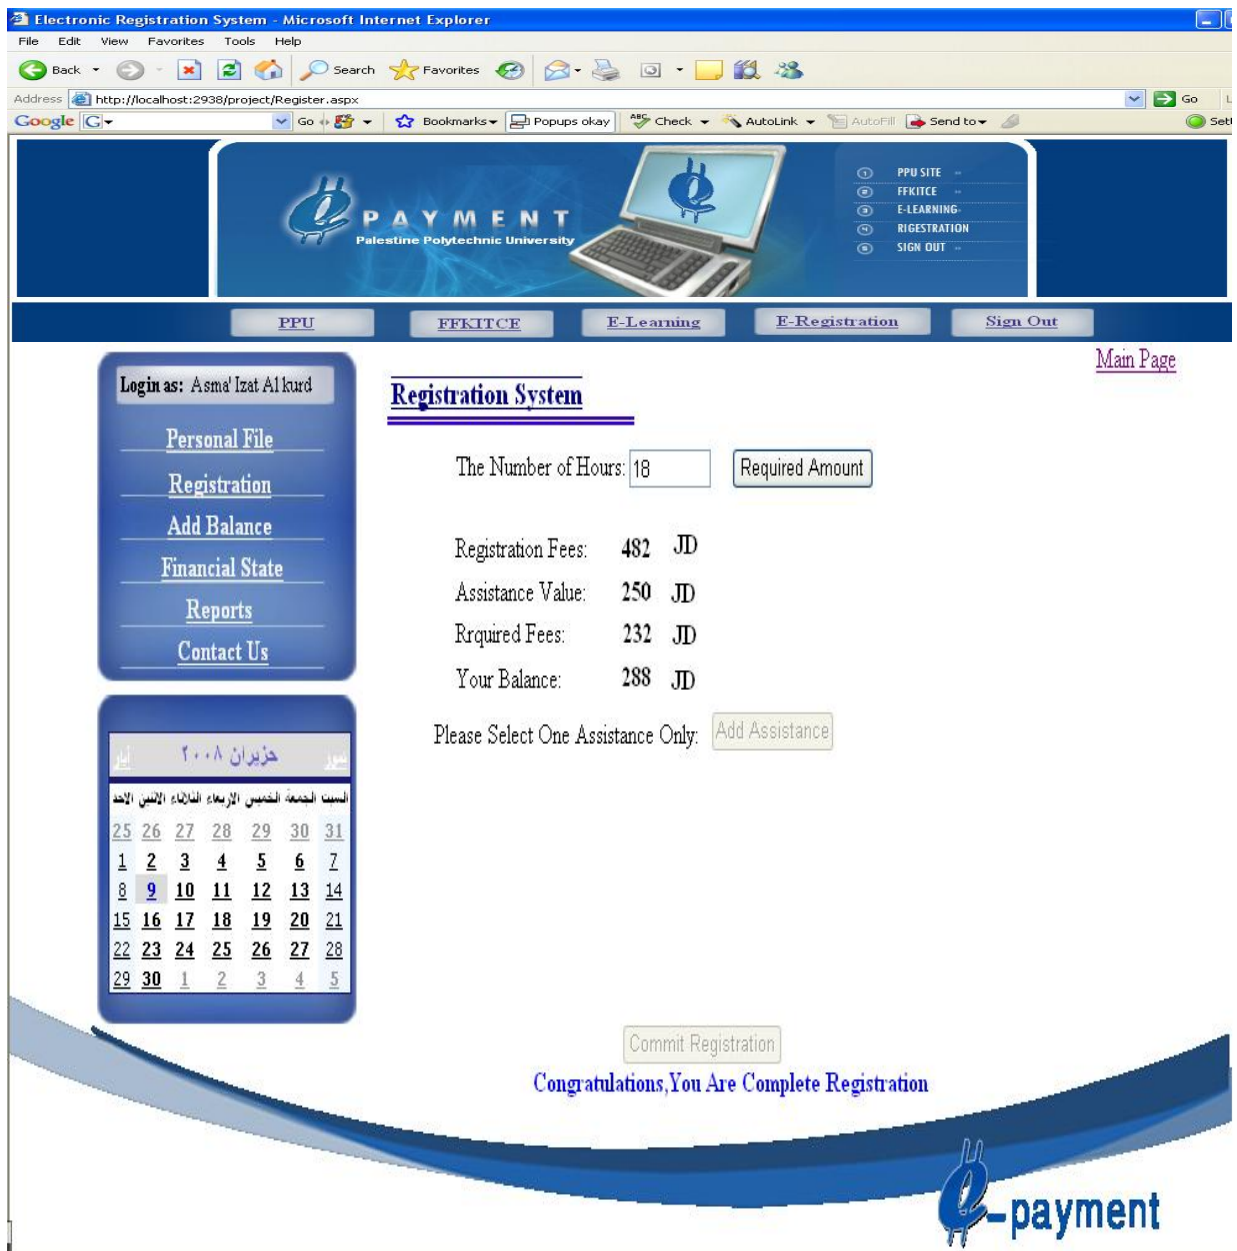 Electronic Registration System - Microsoft Internet Explorer
File Edit View Favorites Tools Help
Back Search Favorites
Address http://localhost:2938/project/Register.aspx Go
Google Go Bookmarks Popups okay Check AutoLink AutoFill Send to
PPU SITE
FFKITCE
E-LEARNING
RIGESTRATION
SIGN OUT
PAYMENT
Palestine Polytechnic University
PPU FFKITCE E-Learning E-Registration Sign Out
Main Page
Login as: Asma' Izat Al kurd
Personal File
Registration
Add Balance
Financial State
Reports
Contact Us
Registration System
The Number of Hours: 18 Required Amount
Registration Fees: 482 JD
Assistance Value: 250 JD
Rrquired Fees: 232 JD
Your Balance: 288 JD
Please Select One Assistance Only: Add Assistance
أيار حزيران ٢٠٠٨ تموز
الاحد الاثنين الثلاثاء الاربعاء الخميس الجمعة السبت
25 26 27 28 29 30 31
1 2 3 4 5 6 7
8 9 10 11 12 13 14
15 16 17 18 19 20 21
22 23 24 25 26 27 28
29 30 1 2 3 4 5
Commit Registration
Congratulations,You Are Complete Registration
e-payment